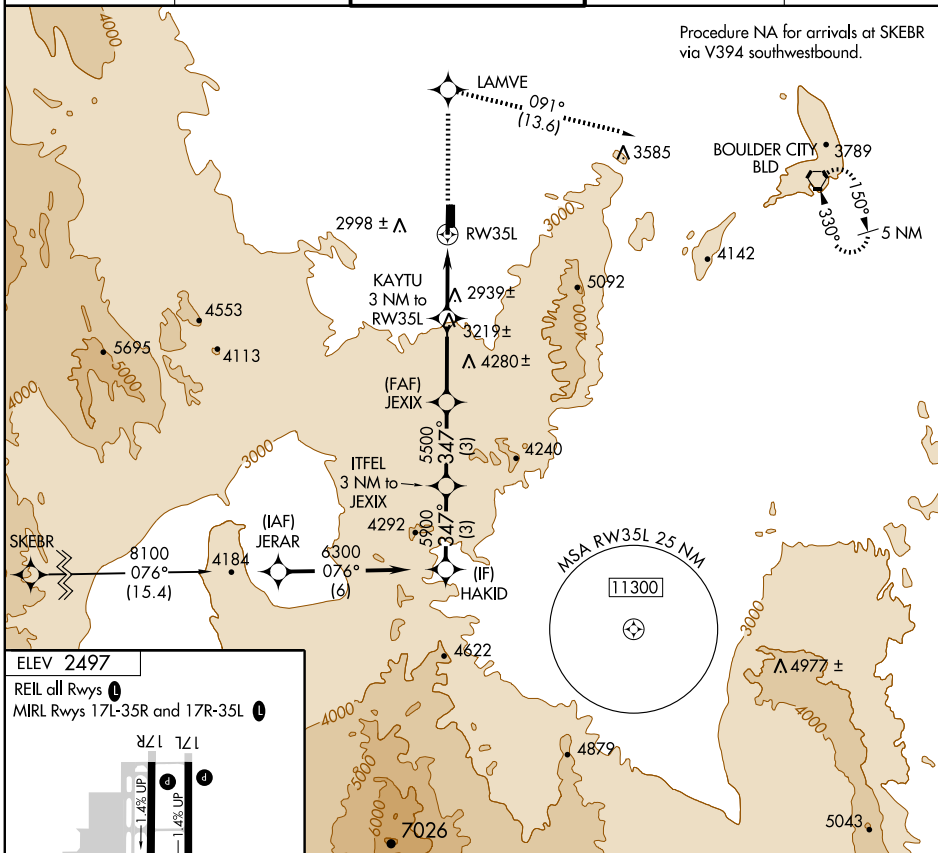 Procedure NA for arrivals at SKEBR
via V394 southwestbound.
4000
LAMVE
091°
(13.6)
3585
BOULDER CITY
BLD
3789
150°
330°
5 NM
3000
2998 ±
RW35L
4142
KAYTU
3 NM to
RW35L
2939±
5092
4000
4553
3219±
5695
4113
4280±
5000
4000
(FAF)
JEXIX
5500
347°
(3)
3000
4240
ITFEL
3 NM to
JEXIX
4292
5900
347°
(3)
SKEBR
8100
076°
(15.4)
4184
(IAF)
JERAR
6300
076°
(6)
(IF)
HAKID
MSA RW35L 25 NM
11300
3000
4622
4977 ±
4000
4000
ELEV 2497
REIL all Rwys L
MIRL Rwys 17L-35R and 17R-35L L
17R
17L
P
P
1.4% UP
1.4% UP
4879
5000
6000
7026
5043